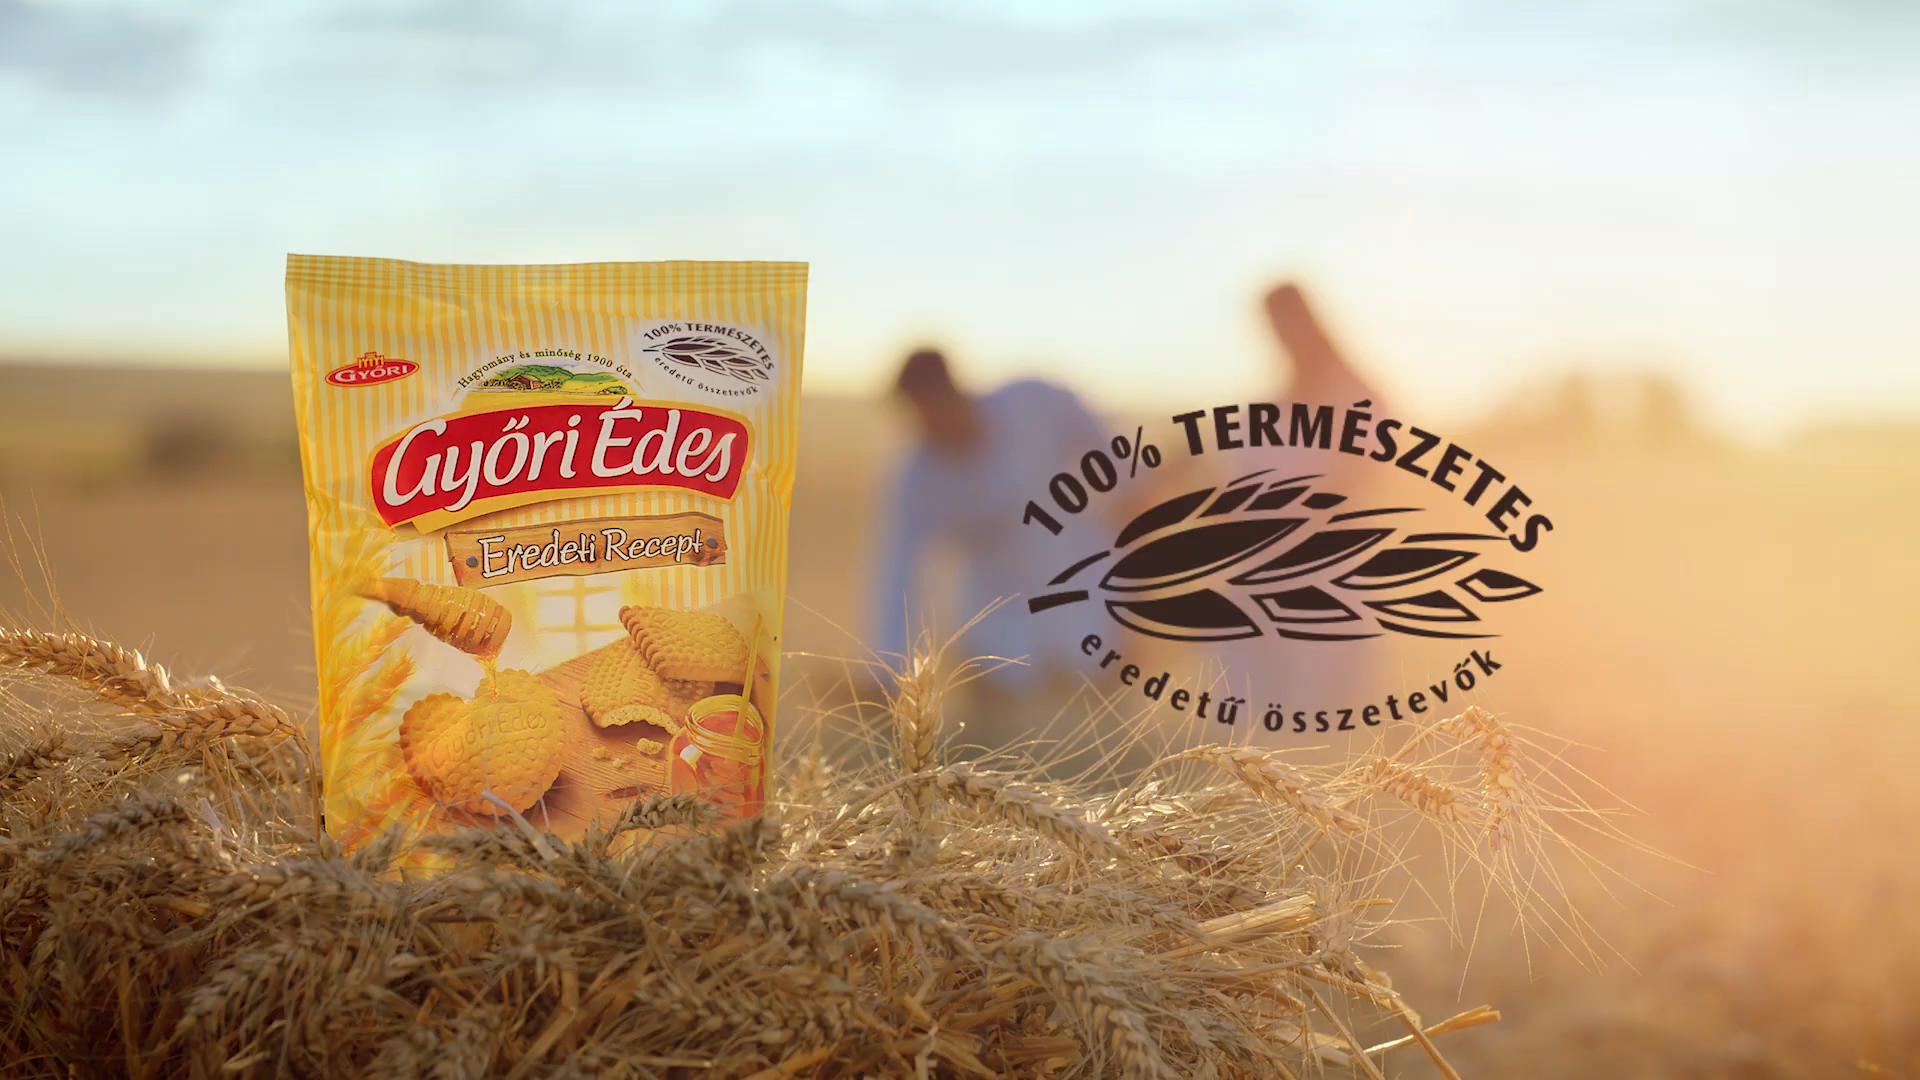 GYŐRI
Hagyomány és minőség 1900 óta
100% TERMÉSZETES
eredetű összetevők
Győri Édes
Eredeti Recept
Győri Édes
100% TERMÉSZETES
eredetű összetevők